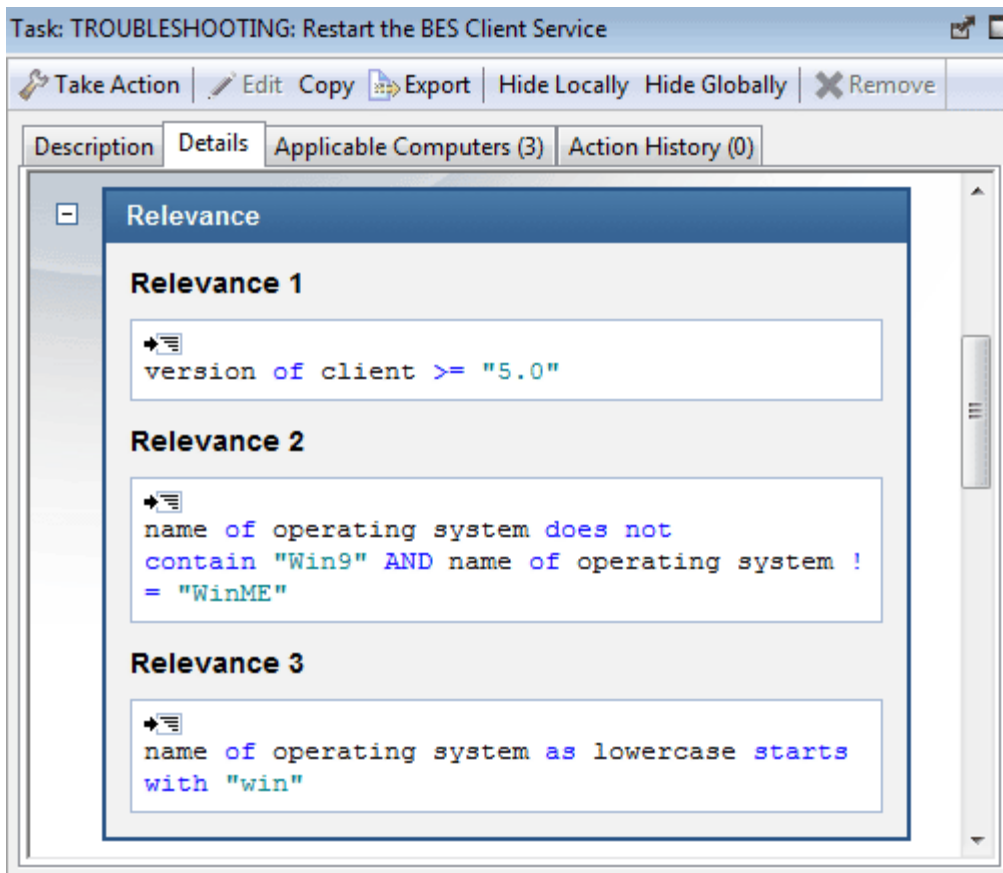 Task: TROUBLESHOOTING: Restart the BES Client Service
Take Action Edit Copy Export Hide Locally Hide Globally Remove
Description Details Applicable Computers (3) Action History (0)
Relevance
Relevance 1
version of client >= "5.0"
Relevance 2
name of operating system does not
contain "Win9" AND name of operating system !
= "WinME"
Relevance 3
name of operating system as lowercase starts
with "win"